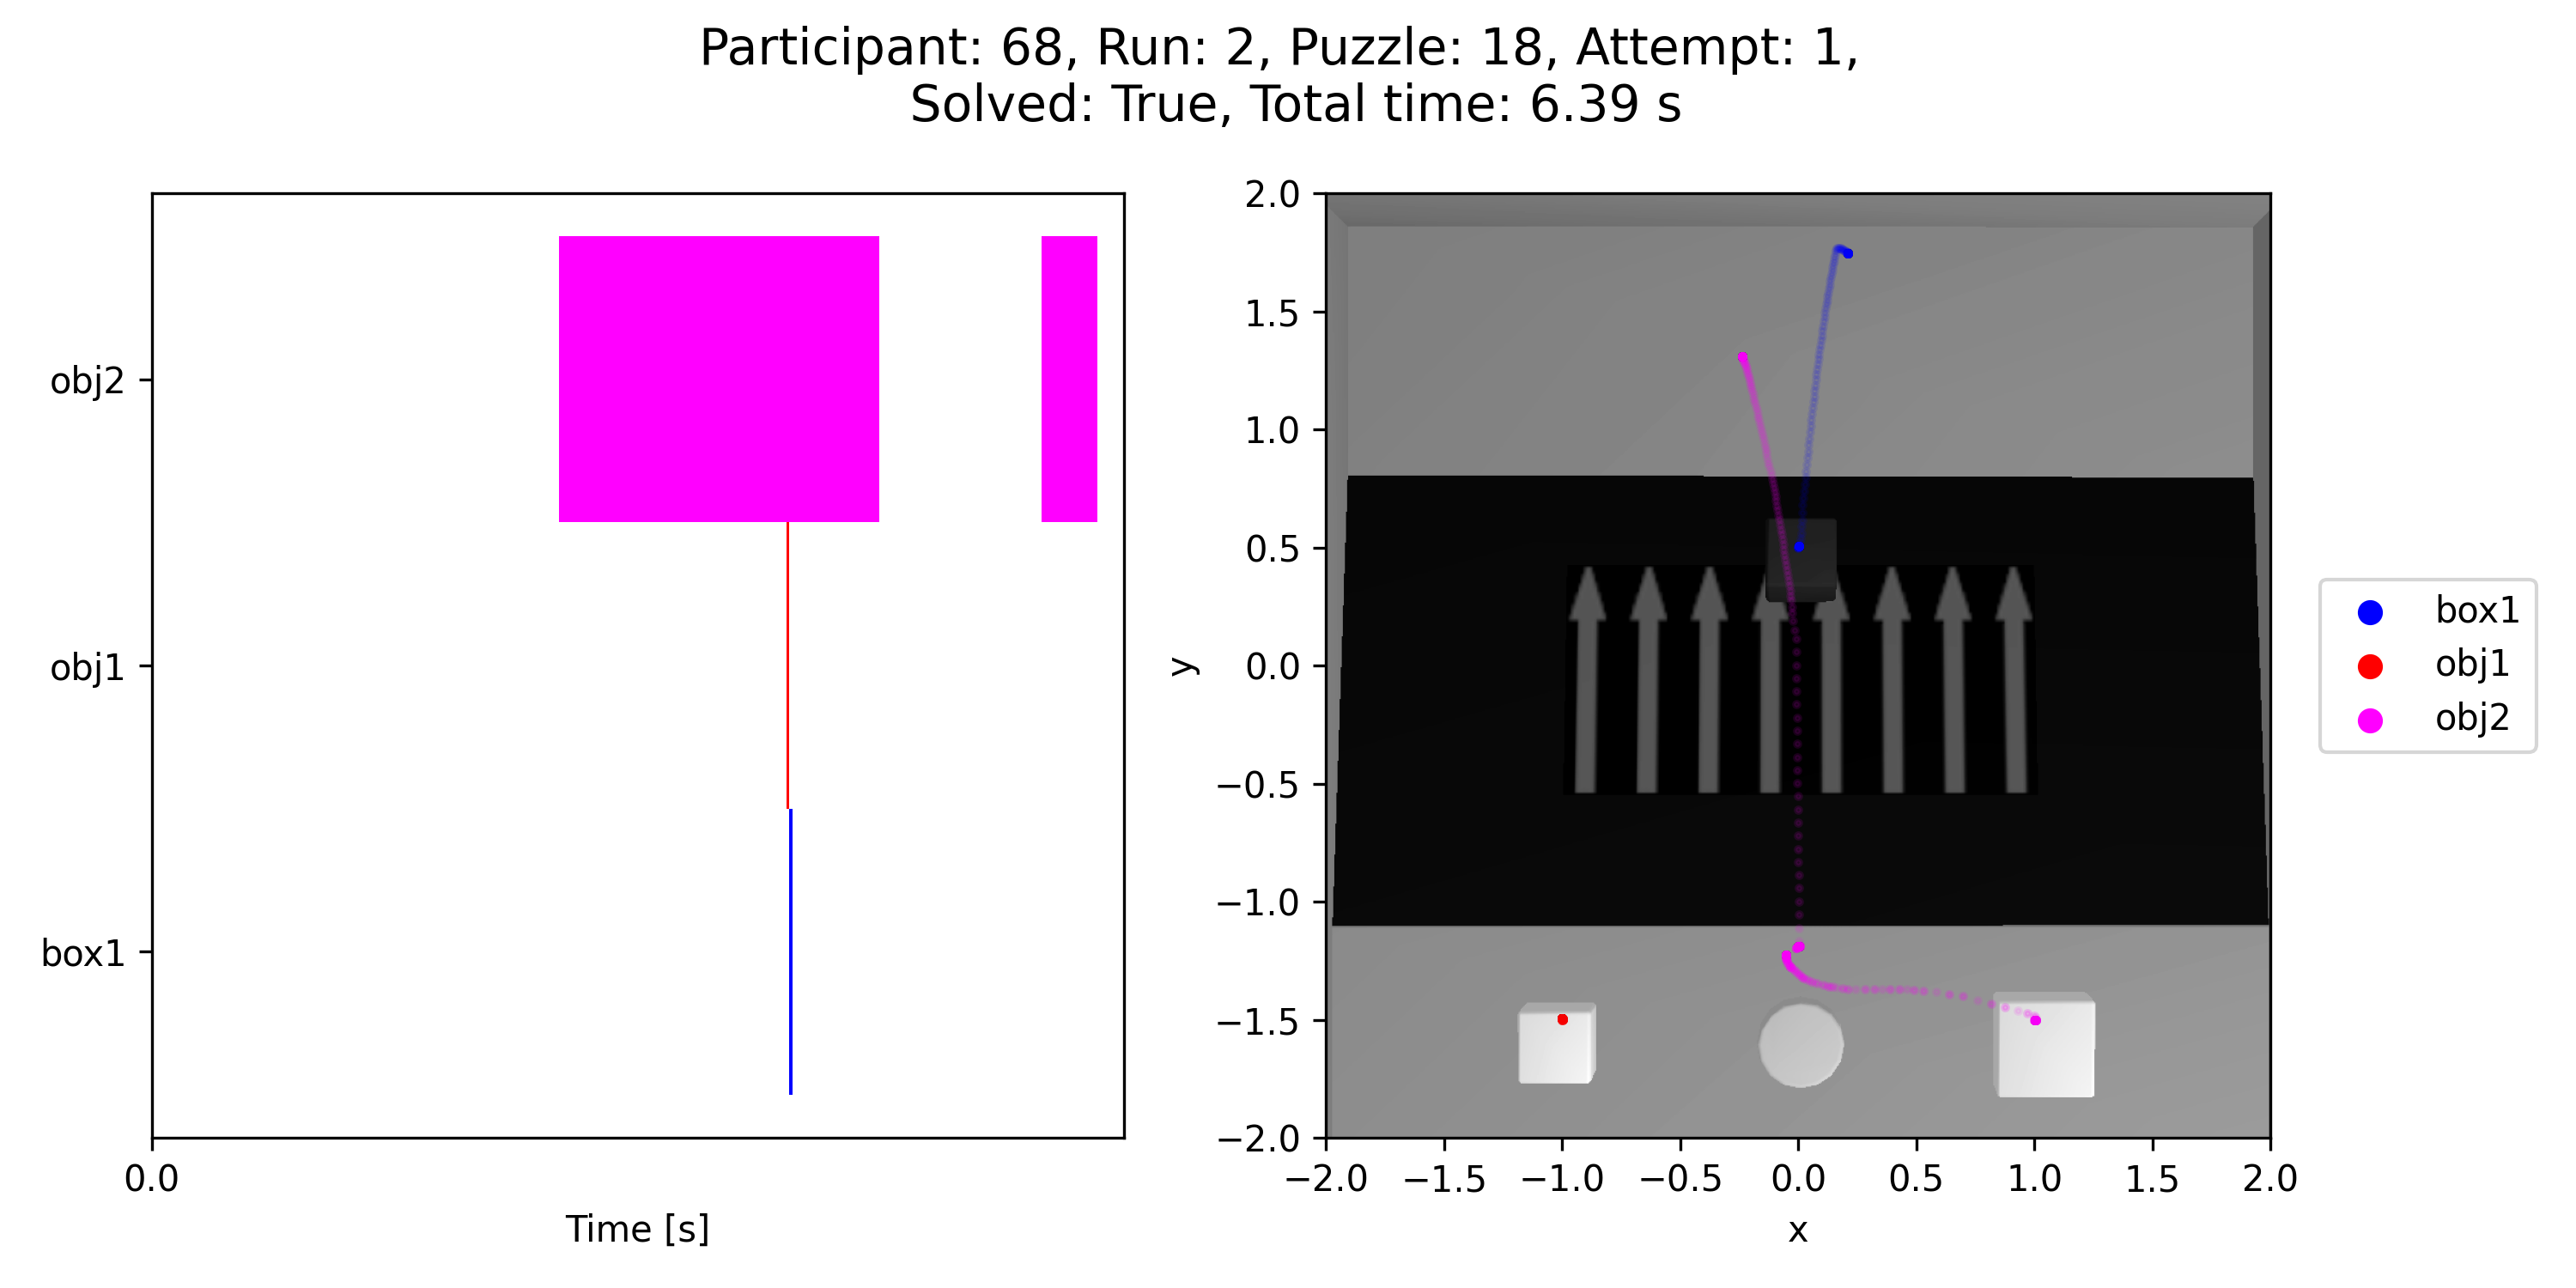 Participant: 68, Run: 2, Puzzle: 18, Attempt: 1,
Solved: True, Total time: 6.39 s
obj2
obj1
box1
0.0
Time [s]
2.0
1.5
1.0
0.5
0.0
−0.5
−1.0
−1.5
−2.0
y
−2.0 −1.5 −1.0 −0.5 0.0 0.5 1.0 1.5 2.0
x
box1
obj1
obj2